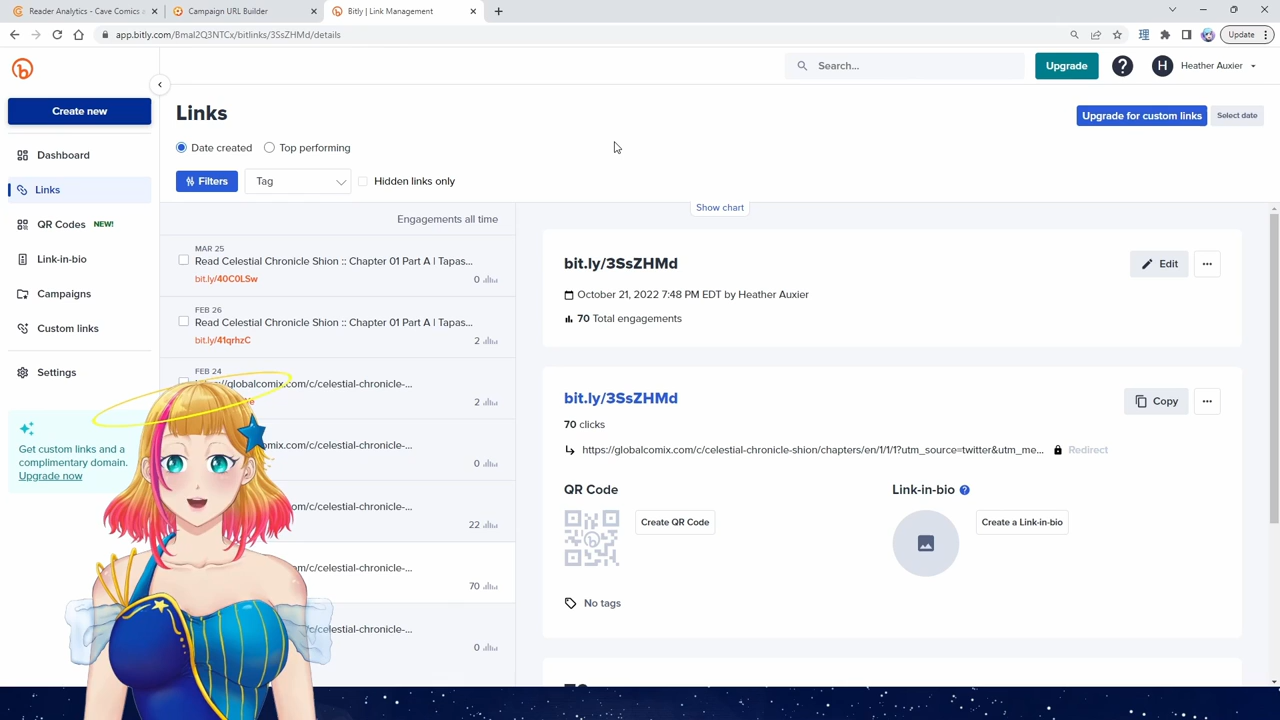 Reader Analytics - Cave Comics
Campaign URL Builder
Bitly | Link Management
app.bitly.com/Bmal2Q3NTCx/bitlinks/3SsZHMd/details
理
Update
Search...
Upgrade
?
H
Heather Auxier
Create new
Links
Upgrade for custom links
Select date
Date created
Top performing
Filters
Tag
Hidden links only
Dashboard
Links
QR Codes NEW!
Link-in-bio
Campaigns
Custom links
Settings
Get custom links and a
complimentary domain.
Upgrade now
Engagements all time
MAR 25
Read Celestial Chronicle Shion :: Chapter 01 Part A | Tapas...
bit.ly/40C0LSw
0
FEB 26
Read Celestial Chronicle Shion :: Chapter 01 Part A | Tapas...
bit.ly/41qrhzC
2
FEB 24
//globalcomix.com/c/celestial-chronicle-...
2
comix.com/c/celestial-chronicle-...
0
comix.com/c/celestial-chronicle-...
22
comix.com/c/celestial-chronicle-...
70
/c/celestial-chronicle-...
0
Show chart
bit.ly/3SsZHMd
Edit
October 21, 2022 7:48 PM EDT by Heather Auxier
70 Total engagements
bit.ly/3SsZHMd
Copy
70 clicks
https://globalcomix.com/c/celestial-chronicle-shion/chapters/en/1/1/1?utm_source=twitter&utm_me...
Redirect
QR Code
Create QR Code
Link-in-bio ?
Create a Link-in-bio
No tags